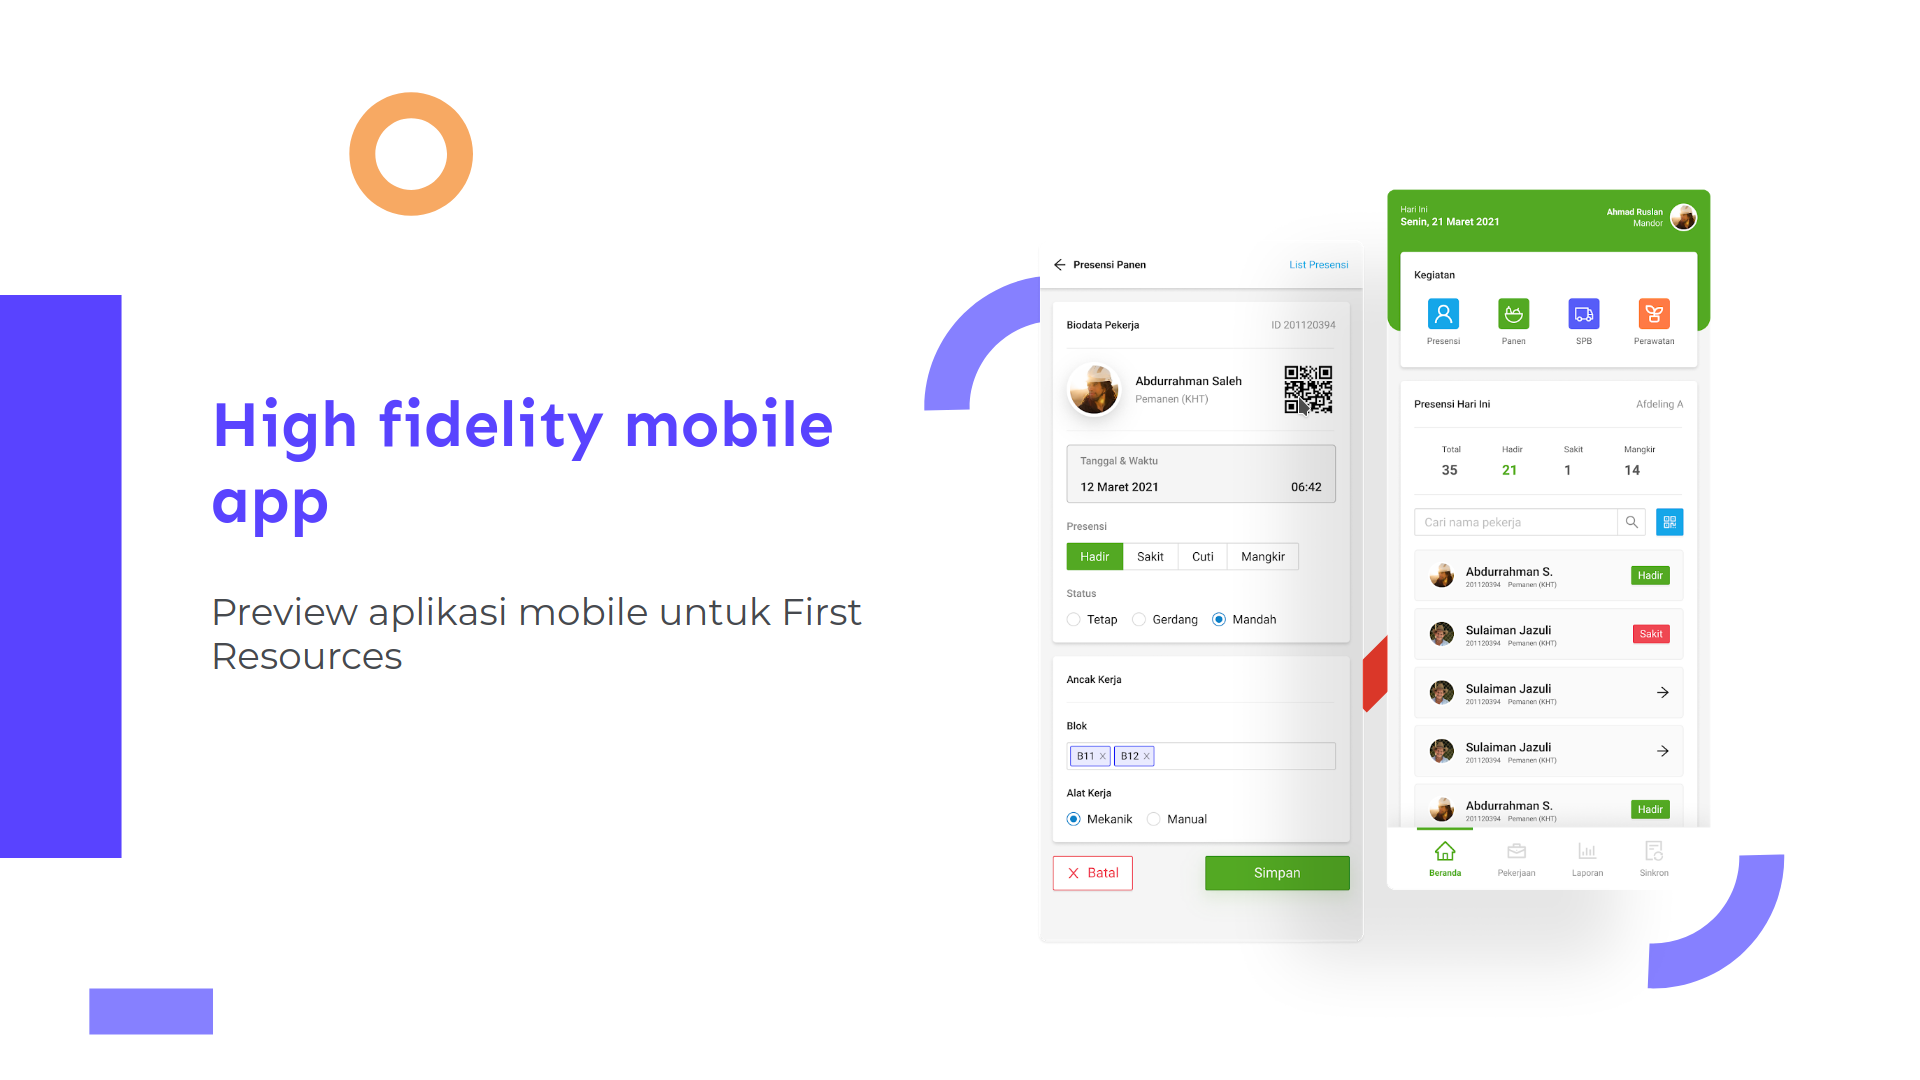 High fidelity mobile
app
Preview aplikasi mobile untuk First
Resources
Presensi Panen
List Presensi
Biodata Pekerja
ID 201120394
Abdurrahman Saleh
Pemanen (KHT)
Tanggal & Waktu
12 Maret 2021
06:42
Presensi
Hadir
Sakit
Cuti
Mangkir
Status
Tetap
Gerdang
Mandah
Ancak Kerja
Blok
B11
B12
Alat Kerja
Mekanik
Manual
Batal
Simpan
Hari Ini
Senin, 21 Maret 2021
Ahmad Ruslan
Mandor
Kegiatan
Presensi
Panen
SPB
Perawatan
Presensi Hari Ini
Afdeling A
Total
Hadir
Sakit
Mangkir
35
21
1
14
Cari nama pekerja
Abdurrahman S.
201120394 Pemanen (KHT)
Hadir
Sulaiman Jazuli
201120394 Pemanen (KHT)
Sakit
Sulaiman Jazuli
201120394 Pemanen (KHT)
Sulaiman Jazuli
201120394 Pemanen (KHT)
Abdurrahman S.
201120394 Pemanen (KHT)
Hadir
Beranda
Pekerjaan
Laporan
Sinkron